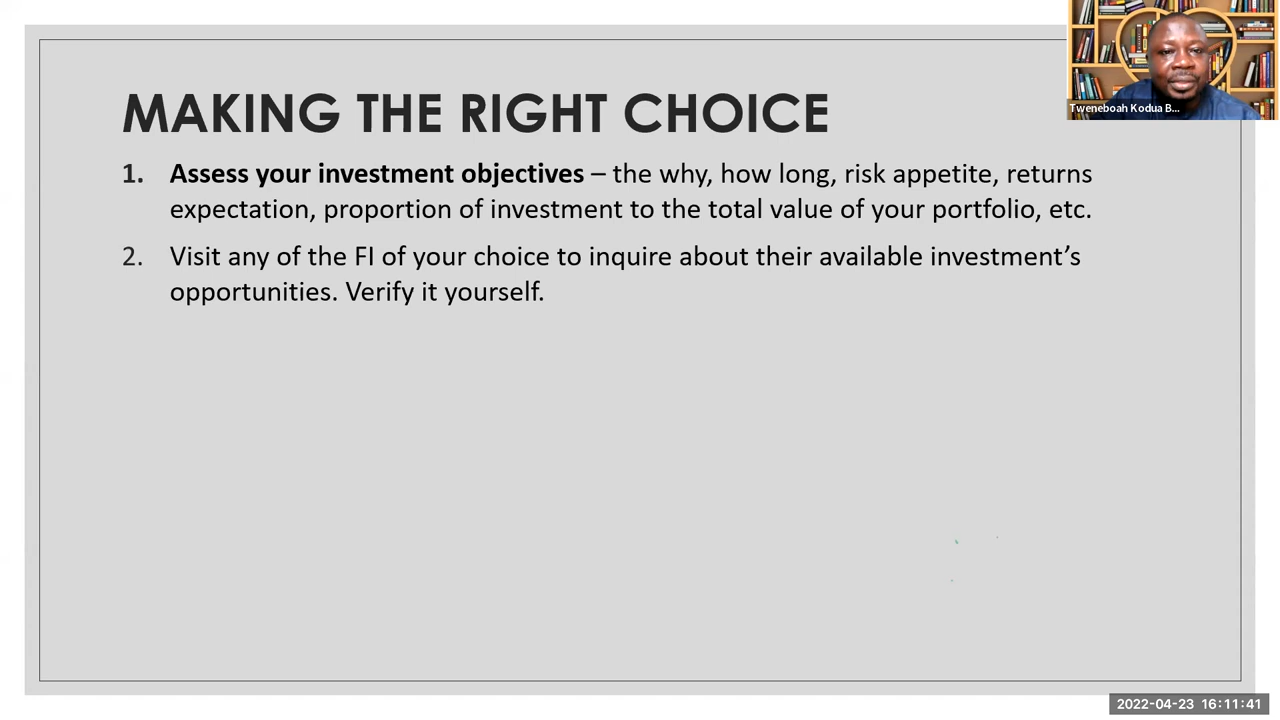 MAKING THE RIGHT CHOICE
1. Assess your investment objectives – the why, how long, risk appetite, returns
expectation, proportion of investment to the total value of your portfolio, etc.
2. Visit any of the FI of your choice to inquire about their available investment’s
opportunities. Verify it yourself.
Tweneboah Kodua B...
2022-04-23 16:11:41